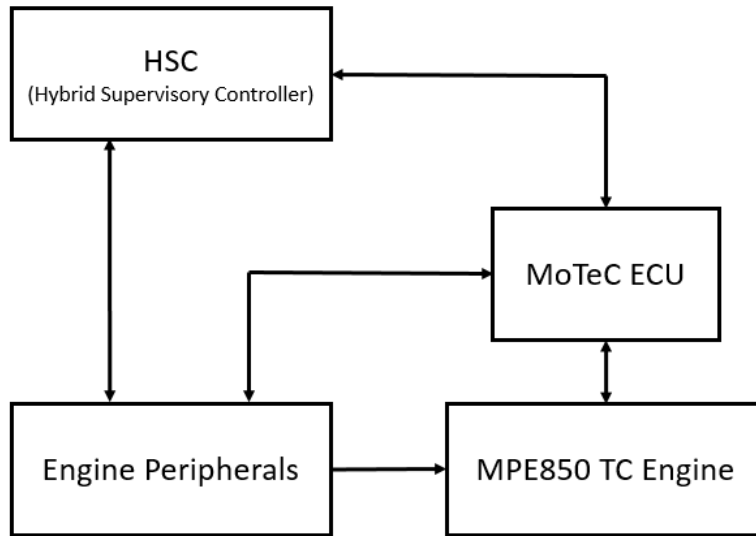 HSC
(Hybrid Supervisory Controller)
MoTeC ECU
Engine Peripherals
MPE850 TC Engine